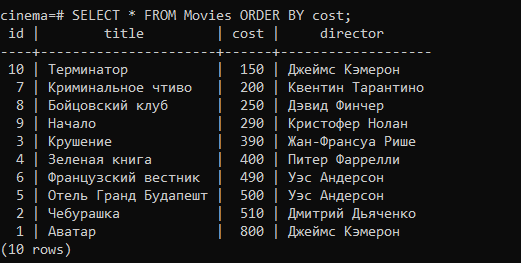 cinema=# SELECT * FROM Movies ORDER BY cost;
 id |        title         | cost |     director
----+----------------------+------+-------------------
 10 | Терминатор           |  150 | Джеймс Кэмерон
  7 | Криминальное чтиво   |  200 | Квентин Тарантино
  8 | Бойцовский клуб      |  250 | Дэвид Финчер
  9 | Начало               |  290 | Кристофер Нолан
  3 | Крушение             |  390 | Жан-Франсуа Рише
  4 | Зеленая книга        |  400 | Питер Фаррелли
  6 | Французский вестник  |  490 | Уэс Андерсон
  5 | Отель Гранд Будапешт |  500 | Уэс Андерсон
  2 | Чебурашка            |  510 | Дмитрий Дьяченко
  1 | Аватар               |  800 | Джеймс Кэмерон
(10 rows)